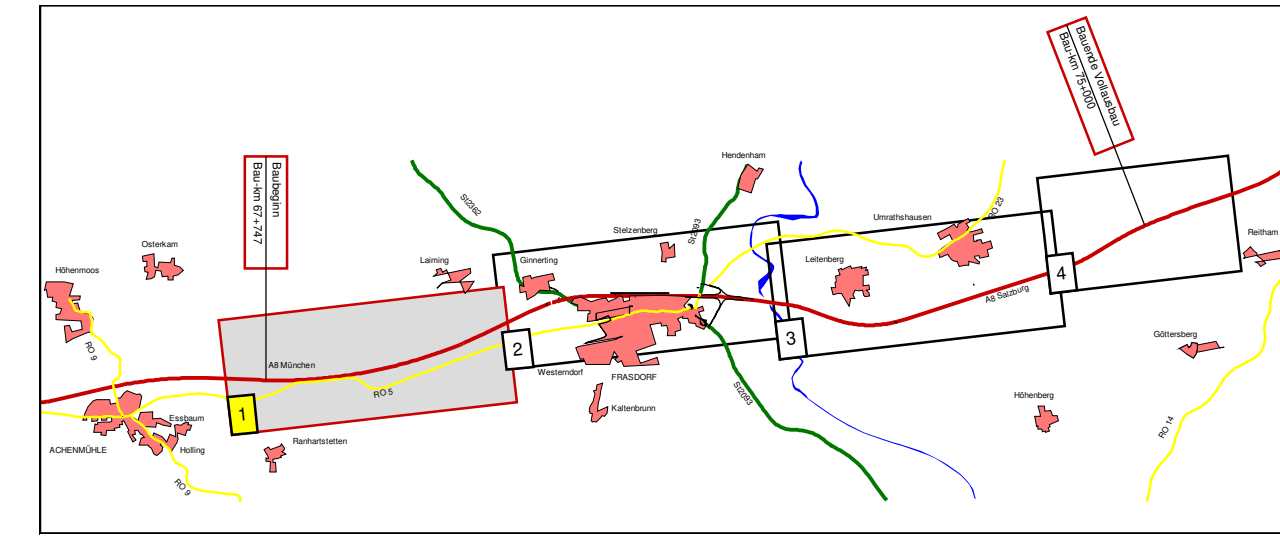 Bauende Vollausbau
Bau-km 75+000
Hendenham
Baubeginn
Bau-km 67+747
St2362
St2093
RO 23
Umrathshausen
Stelzenberg
Osterkam
Höhenmoos
Laiming
Ginnerting
Leitenberg
Reitham
4
A8 Salzburg
3
2
Göttersberg
RO 9
A8 München
Westerndorf
FRASDORF
RO 5
St2093
Kaltenbrunn
Höhenberg
1
Essbaum
RO 14
Ranhartstetten
ACHENMÜHLE
Holling
RO 9